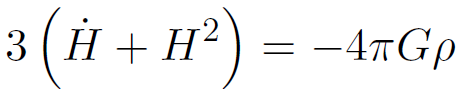 3 ( Ḣ + H² ) = −4πGρ